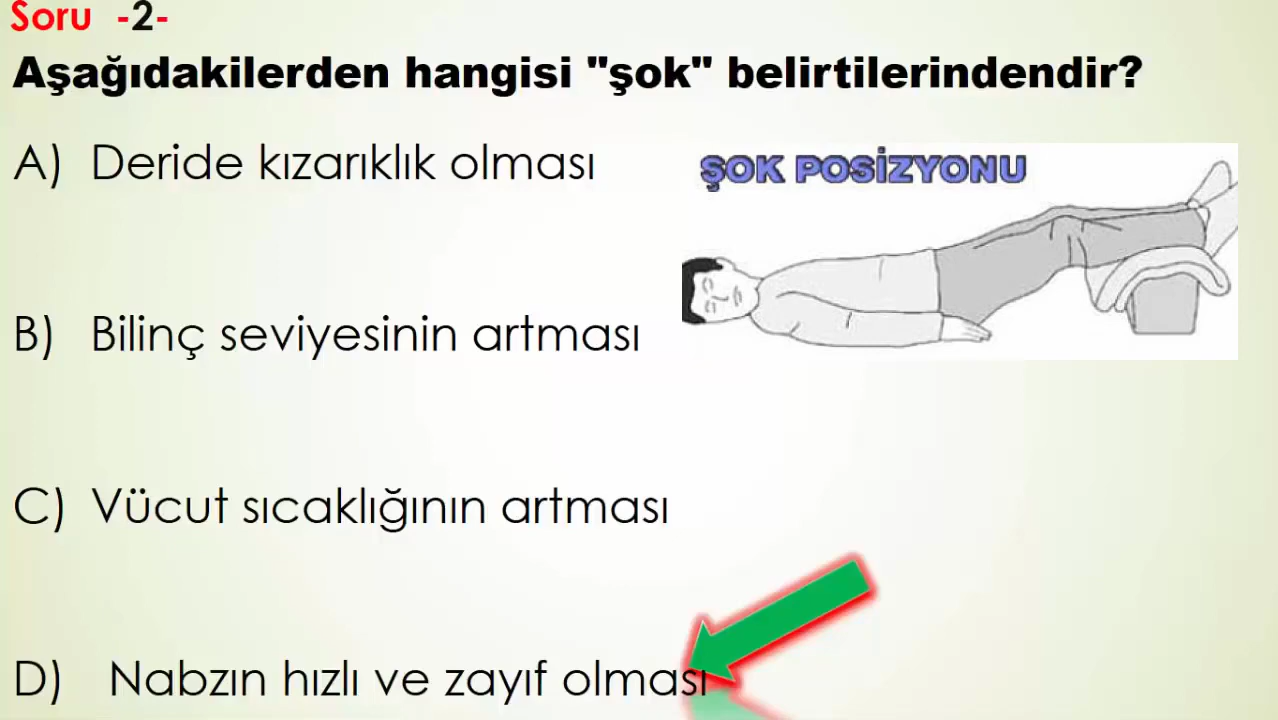 Soru -2-
Aşağıdakilerden hangisi "şok" belirtilerindendir?
A) Deride kızarıklık olması
ŞOK POSİZYONU
B) Bilinç seviyesinin artması
C) Vücut sıcaklığının artması
D) Nabzın hızlı ve zayıf olması